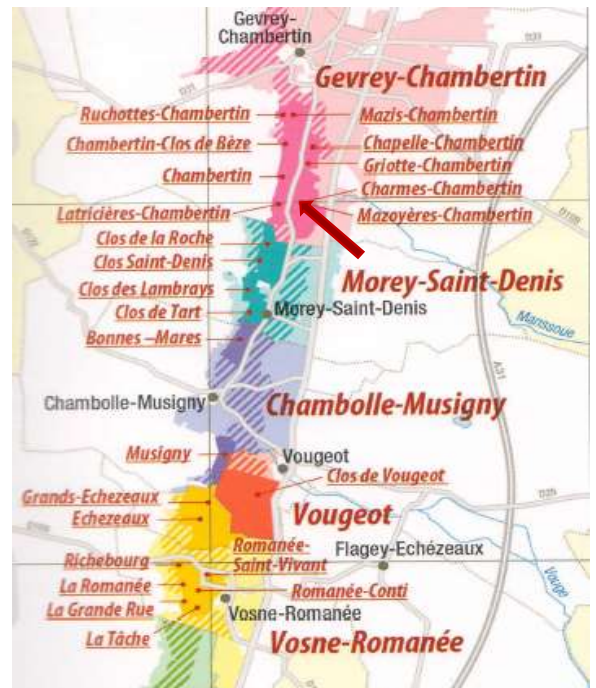 Gevrey-
Chambertin
D31
D31
Gevrey-Chambertin
Ruchottes-Chambertin
Mazis-Chambertin
Chambertin-Clos de Bèze
Chapelle-Chambertin
Griotte-Chambertin
Chambertin
Charmes-Chambertin
Latricières-Chambertin
Mazoyères-Chambertin
Clos de la Roche
Clos Saint-Denis
Morey-Saint-Denis
Clos des Lambrays
Clos de Tart
Morey-Saint-Denis
Manssoue
Bonnes –Mares
A31
Chambolle-Musigny
Chambolle-Musigny
Musigny
Vougeot
Clos de Vougeot
Grands-Echezeaux
D25
Echezeaux
Vougeot
Romanée-
Saint-Vivant
Flagey-Echézeaux
Richebourg
La Romanée
Romanée-Conti
Vouge
La Grande Rue
Vosne-Romanée
La Tâche
Vosne-Romanée